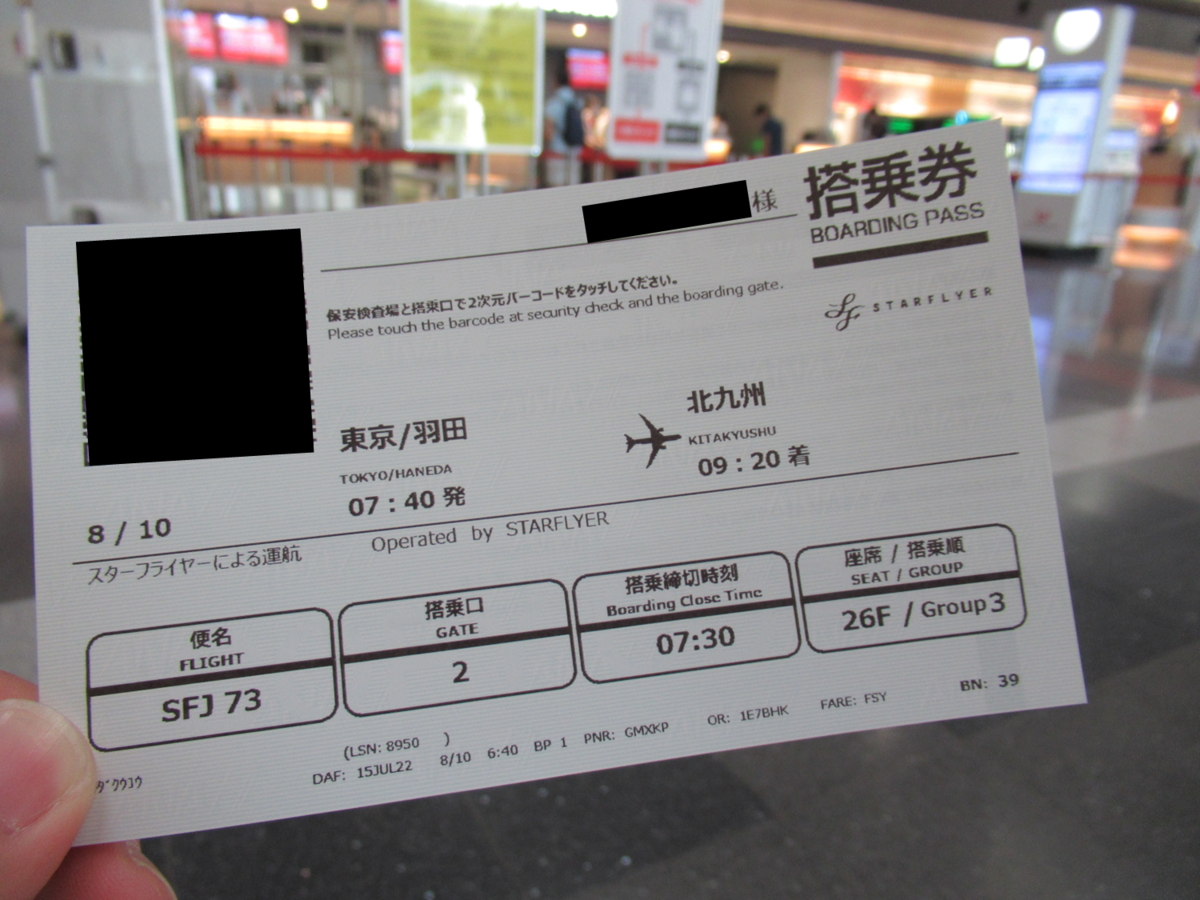 様
搭乗券
BOARDING PASS
保安検査場と搭乗口で2次元バーコードをタッチしてください。
Please touch the barcode at security check and the boarding gate.
STARFLYER
東京/羽田
TOKYO/HANEDA
07:40 発
北九州
KITAKYUSHU
09:20 着
8 / 10
スターフライヤーによる運航
Operated by STARFLYER
便名
FLIGHT
SFJ 73
搭乗口
GATE
2
搭乗締切時刻
Boarding Close Time
07:30
座席 / 搭乗順
SEAT / GROUP
26F / Group3
(LSN: 8950 )
DAF: 15JUL22 8/10 6:40 BP 1 PNR: GMXKP OR: 1E7BHK FARE: FSY BN: 39
ﾀﾞｸｳｺｳ